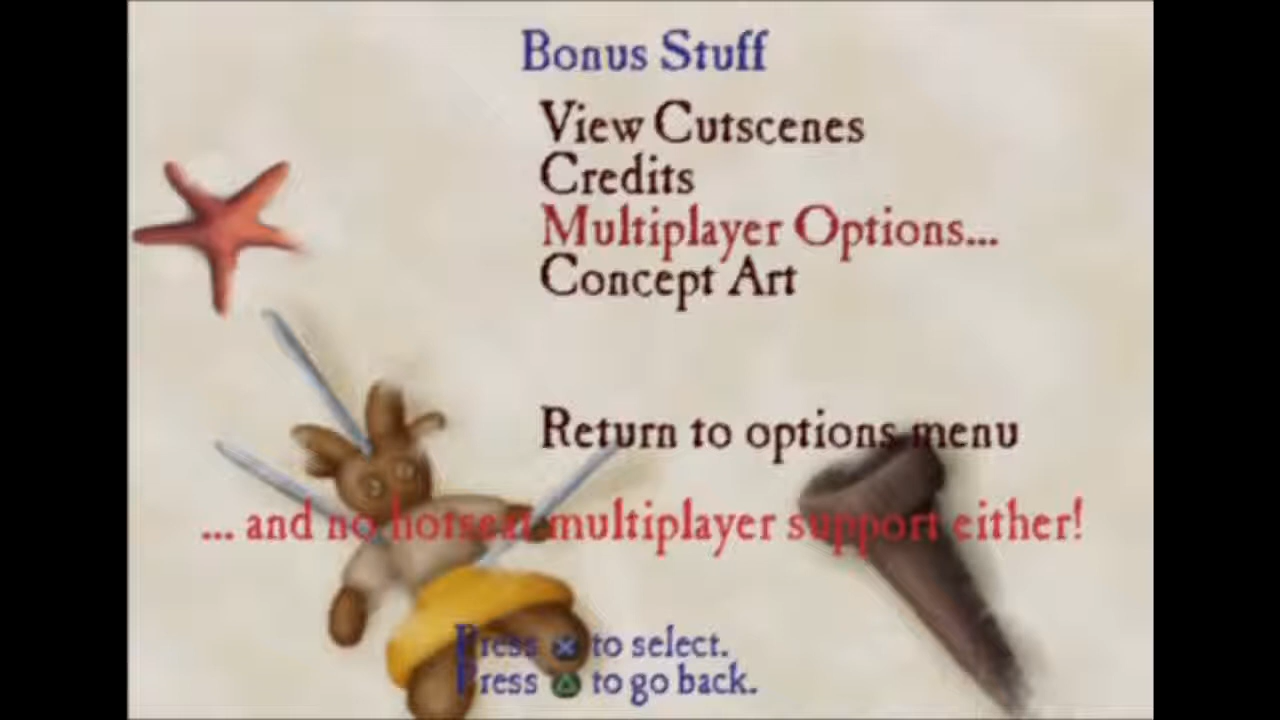 Bonus Stuff
View Cutscenes
Credits
Multiplayer Options...
Concept Art
Return to options menu
... and no hotseat multiplayer support either!
Press to select.
Press to go back.